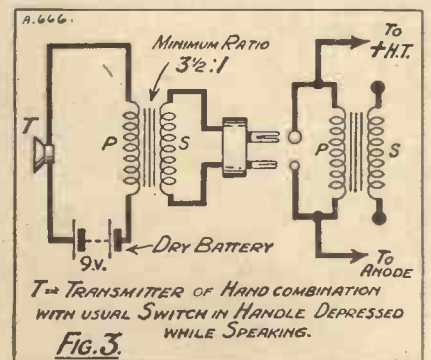 A.666.
MINIMUM RATIO
3½:1
TO
+H.T.
T
P
S
P
S
DRY BATTERY
9V.
TO
ANODE
T = TRANSMITTER OF HAND COMBINATION
WITH USUAL SWITCH IN HANDLE DEPRESSED
WHILE SPEAKING.
FIG. 3.